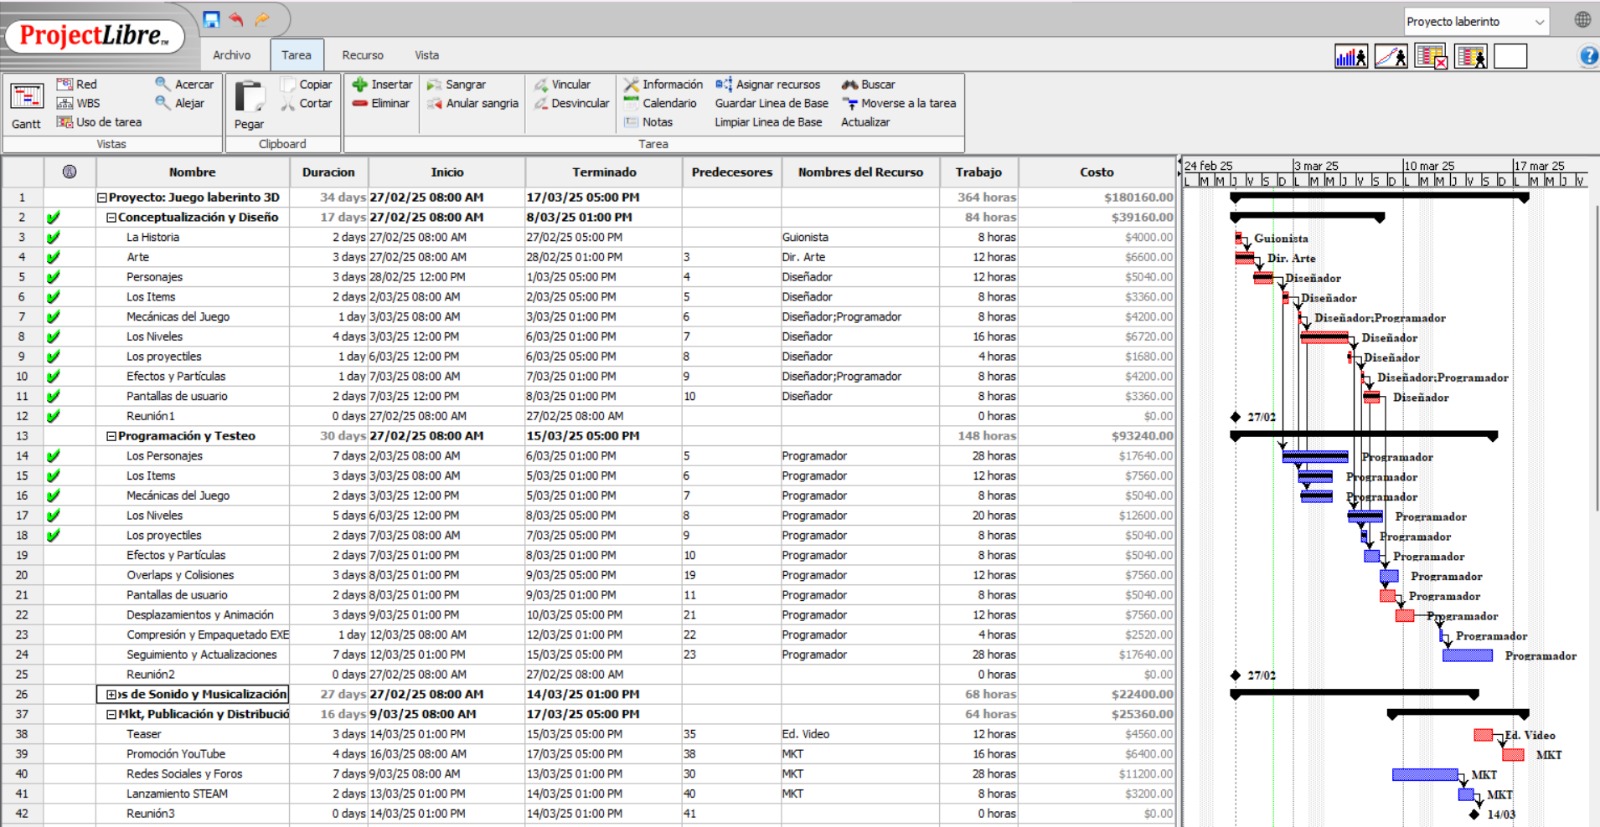 ProjectLibre™
Proyecto laberinto
Archivo Tarea Recurso Vista
Gantt
Red
WBS
Uso de tarea
Acercar
Alejar
Vistas
Pegar
Copiar
Cortar
Clipboard
Insertar
Eliminar
Sangrar
Anular sangria
Vincular
Desvincular
Información
Calendario
Notas
Asignar recursos
Guardar Linea de Base
Limpiar Linea de Base
Buscar
Moverse a la tarea
Actualizar
Tarea
Nombre Duracion Inicio Terminado Predecesores Nombres del Recurso Trabajo Costo
1 Proyecto: Juego laberinto 3D 34 days 27/02/25 08:00 AM 17/03/25 05:00 PM 364 horas $180160.00
2 Conceptualización y Diseño 17 days 27/02/25 08:00 AM 8/03/25 01:00 PM 84 horas $39160.00
3 La Historia 2 days 27/02/25 08:00 AM 27/02/25 05:00 PM Guionista 8 horas $4000.00
4 Arte 3 days 27/02/25 08:00 AM 28/02/25 01:00 PM 3 Dir. Arte 12 horas $6600.00
5 Personajes 3 days 28/02/25 12:00 PM 1/03/25 05:00 PM 4 Diseñador 12 horas $5040.00
6 Los Items 2 days 2/03/25 08:00 AM 2/03/25 05:00 PM 5 Diseñador 8 horas $3360.00
7 Mecánicas del Juego 1 day 3/03/25 08:00 AM 3/03/25 01:00 PM 6 Diseñador;Programador 8 horas $4200.00
8 Los Niveles 4 days 3/03/25 12:00 PM 6/03/25 01:00 PM 7 Diseñador 16 horas $6720.00
9 Los proyectiles 1 day 6/03/25 12:00 PM 6/03/25 05:00 PM 8 Diseñador 4 horas $1680.00
10 Efectos y Partículas 1 day 7/03/25 08:00 AM 7/03/25 01:00 PM 9 Diseñador;Programador 8 horas $4200.00
11 Pantallas de usuario 2 days 7/03/25 12:00 PM 8/03/25 01:00 PM 10 Diseñador 8 horas $3360.00
12 Reunión1 0 days 27/02/25 08:00 AM 27/02/25 08:00 AM 0 horas $0.00
13 Programación y Testeo 30 days 27/02/25 08:00 AM 15/03/25 05:00 PM 148 horas $93240.00
14 Los Personajes 7 days 2/03/25 08:00 AM 6/03/25 01:00 PM 5 Programador 28 horas $17640.00
15 Los Items 3 days 3/03/25 08:00 AM 5/03/25 01:00 PM 6 Programador 12 horas $7560.00
16 Mecánicas del Juego 2 days 3/03/25 12:00 PM 5/03/25 01:00 PM 7 Programador 8 horas $5040.00
17 Los Niveles 5 days 6/03/25 12:00 PM 8/03/25 05:00 PM 8 Programador 20 horas $12600.00
18 Los proyectiles 2 days 7/03/25 08:00 AM 7/03/25 05:00 PM 9 Programador 8 horas $5040.00
19 Efectos y Partículas 2 days 7/03/25 01:00 PM 8/03/25 01:00 PM 10 Programador 8 horas $5040.00
20 Overlaps y Colisiones 3 days 8/03/25 01:00 PM 9/03/25 05:00 PM 19 Programador 12 horas $7560.00
21 Pantallas de usuario 2 days 8/03/25 01:00 PM 9/03/25 01:00 PM 11 Programador 8 horas $5040.00
22 Desplazamientos y Animación 3 days 9/03/25 01:00 PM 10/03/25 05:00 PM 21 Programador 12 horas $7560.00
23 Compresión y Empaquetado EXE 1 day 12/03/25 08:00 AM 12/03/25 01:00 PM 22 Programador 4 horas $2520.00
24 Seguimiento y Actualizaciones 7 days 12/03/25 01:00 PM 15/03/25 05:00 PM 23 Programador 28 horas $17640.00
25 Reunión2 0 days 27/02/25 08:00 AM 27/02/25 08:00 AM 0 horas $0.00
26 os de Sonido y Musicalización 27 days 27/02/25 08:00 AM 14/03/25 01:00 PM 68 horas $22400.00
37 Mkt, Publicación y Distribució 16 days 9/03/25 08:00 AM 17/03/25 05:00 PM 64 horas $25360.00
38 Teaser 3 days 14/03/25 01:00 PM 15/03/25 05:00 PM 35 Ed. Video 12 horas $4560.00
39 Promoción YouTube 4 days 16/03/25 08:00 AM 17/03/25 05:00 PM 38 MKT 16 horas $6400.00
40 Redes Sociales y Foros 7 days 9/03/25 08:00 AM 13/03/25 01:00 PM 30 MKT 28 horas $11200.00
41 Lanzamiento STEAM 2 days 13/03/25 01:00 PM 14/03/25 01:00 PM 40 MKT 8 horas $3200.00
42 Reunión3 0 days 14/03/25 01:00 PM 14/03/25 01:00 PM 41 0 horas $0.00
24 feb 25 3 mar 25 10 mar 25 17 mar 25
L M M J V S D L M M J V S D L M M J V S D L M M J V
Guionista
Dir. Arte
Diseñador
Diseñador
Diseñador;Programador
Diseñador
Diseñador
Diseñador;Programador
Diseñador
27/02
Programador
Programador
Programador
Programador
Programador
Programador
Programador
Programador
Programador
Programador
Programador
27/02
Ed. Video
MKT
MKT
MKT
14/03